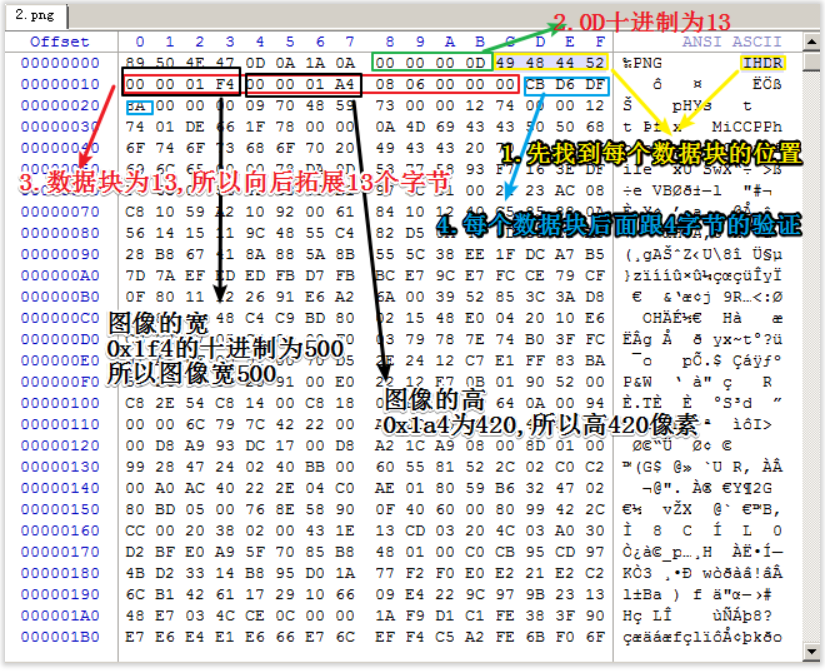 2.png
2. 0D十进制为13
Offset 0 1 2 3 4 5 6 7 8 9 A B C D E F ANSI ASCII
00000000 89 50 4E 47 0D 0A 1A 0A 00 00 00 0D 49 48 44 52 ‰PNG IHDR
00000010 00 00 01 F4 00 00 01 A4 08 06 00 00 00 CB D6 DF ô ¤ ËÖß
00000020 8A 00 00 00 09 70 48 59 73 00 00 12 74 00 00 12 Š pHYs t
00000030 74 01 DE 66 1F 78 00 00 0A 4D 69 43 43 50 50 68 t Þf x MiCCPPh
00000040 6F 74 6F 73 68 6F 70 20 49 43 43 20
1.先找到每个数据块的位置
3.数据块为13,所以向后拓展13个字节
÷e VBØði—l "#¬
00000070 C8 10 59 A2 10 92 00 61 84 10
4.每个数据块后面跟4字节的验证
00000080 56 14 15 11 9C 48 55 C4 82 D5
00000090 28 B8 67 41 8A 88 5A 8B 55 5C 38 EE 1F DC A7 B5 (¸gAŠˆZ‹U\8î Ü§µ
000000A0 7D 7A EF ED ED FB D7 FB BC E7 9C E7 FC CE 79 CF }zïííû×û¼çœçüÎyÏ
000000B0 0F 80 11 12 26 91 E6 A2 6A 00 39 52 85 3C 3A D8 € &‘æ¢j 9R…<:Ø
000000C0 48 C4 C9 BD 80 02 15 48 E0 04 20 10 E6
图像的宽
0x1f4的十进制为500
所以图像宽500
000000D0 03 79 78 7E 74 B0 3F FC
000000E0 24 12 C7 E1 FF 83 BA
000000F0 91 00 E0 22 12 E7 0B 01 90 52 00
图像的高
0x1a4为420,所以高420像素
00000100 C8 2E 54 C8 14 00 C8 18 64 0A 00 94
00000110 00 00 6C 79 7C 42 22 00
00000120 00 D8 A9 93 DC 17 00 D8 A2 1C A9 08 00 8D 01 00 Ø©“Ü Ø¢ ©
00000130 99 28 47 24 02 40 BB 00 60 55 81 52 2C 02 C0 C2 ™(G$ @» `U R, ÀÂ
00000140 00 A0 AC 40 22 2E 04 C0 AE 01 80 59 B6 32 47 02 ¬@". À® €Y¶2G
00000150 80 BD 05 00 76 8E 58 90 0F 40 60 00 80 99 42 2C €½ vŽX @` €™B,
00000160 CC 00 20 38 02 00 43 1E 13 CD 03 20 4C 03 A0 30 Ì 8 C Í L 0
00000170 D2 BF E0 A9 5F 70 85 B8 48 01 00 C0 CB 95 CD 97 Ò¿à©_p…¸H ÀË•Í—
00000180 4B D2 33 14 B8 95 D0 1A 77 F2 F0 E0 E2 21 E2 C2 KÒ3 ¸•Ð wòðàâ!âÂ
00000190 6C B1 42 61 17 29 10 66 09 E4 22 9C 97 9B 23 13 l±Ba ) f ä"œ—›#
000001A0 48 E7 03 4C CE 0C 00 00 1A F9 D1 C1 FE 38 3F 90 Hç LÎ ùÑÁþ8?
000001B0 E7 E6 E4 E1 E6 66 E7 6C EF F4 C5 A2 FE 6B F0 6F çæäáæfçlïôÅ¢þkðo